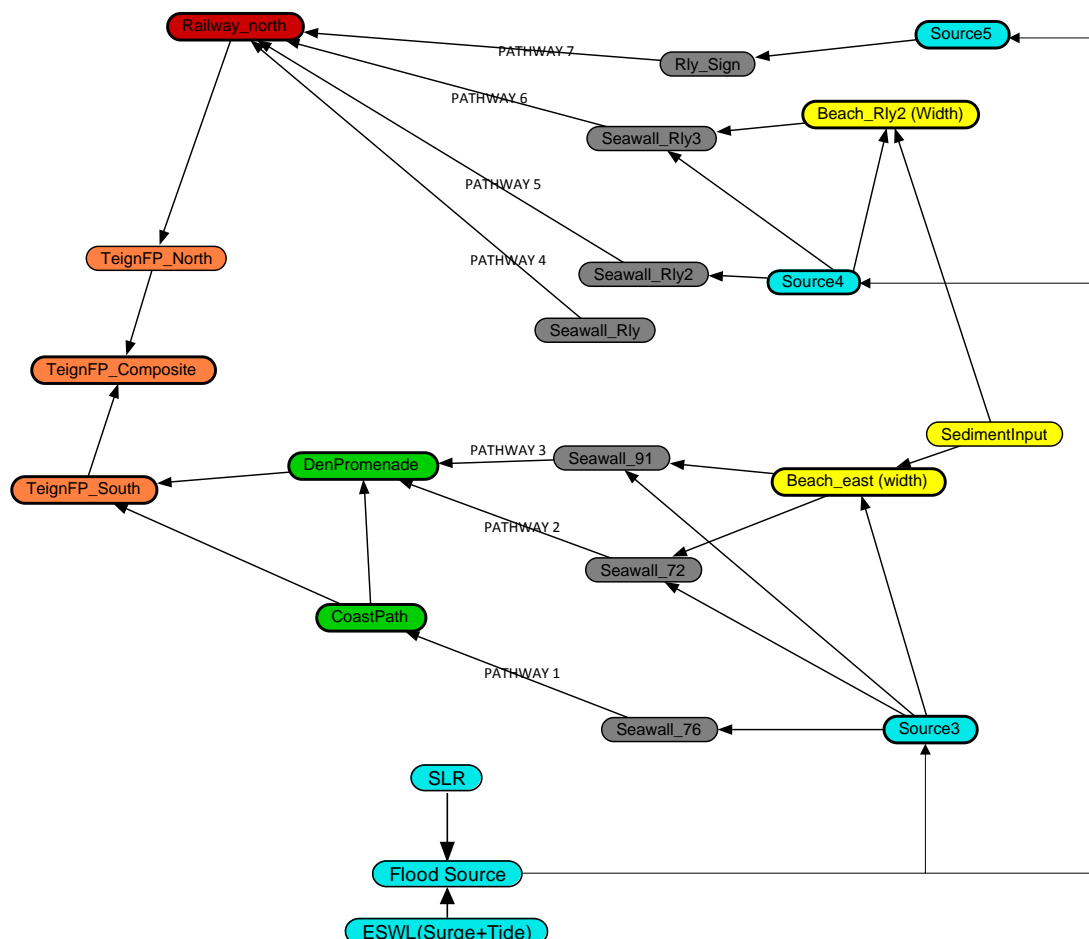 Railway_north
Source5
PATHWAY 7
Rly_Sign
PATHWAY 6
Beach_Rly2 (Width)
Seawall_Rly3
PATHWAY 5
TeignFP_North
PATHWAY 4
Seawall_Rly2
Source4
Seawall_Rly
TeignFP_Composite
SedimentInput
PATHWAY 3
Seawall_91
DenPromenade
Beach_east (width)
TeignFP_South
PATHWAY 2
Seawall_72
CoastPath
PATHWAY 1
Seawall_76
Source3
SLR
Flood Source
ESWL(Surge+Tide)